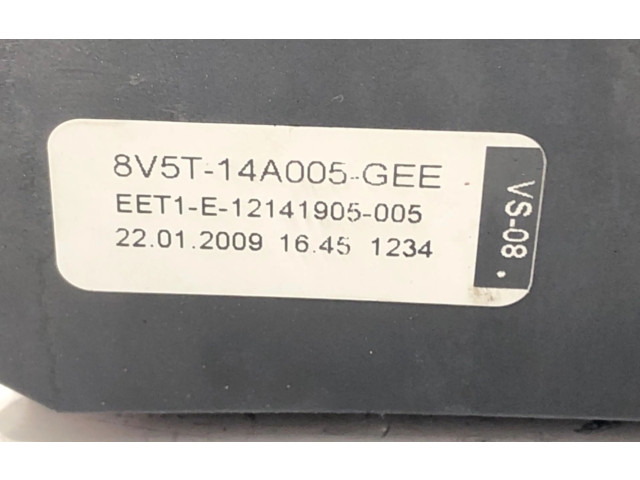 8V5T-14A005-GEE
EET1-E-12141905-005
22.01.2009 16.45 1234
VS-08.